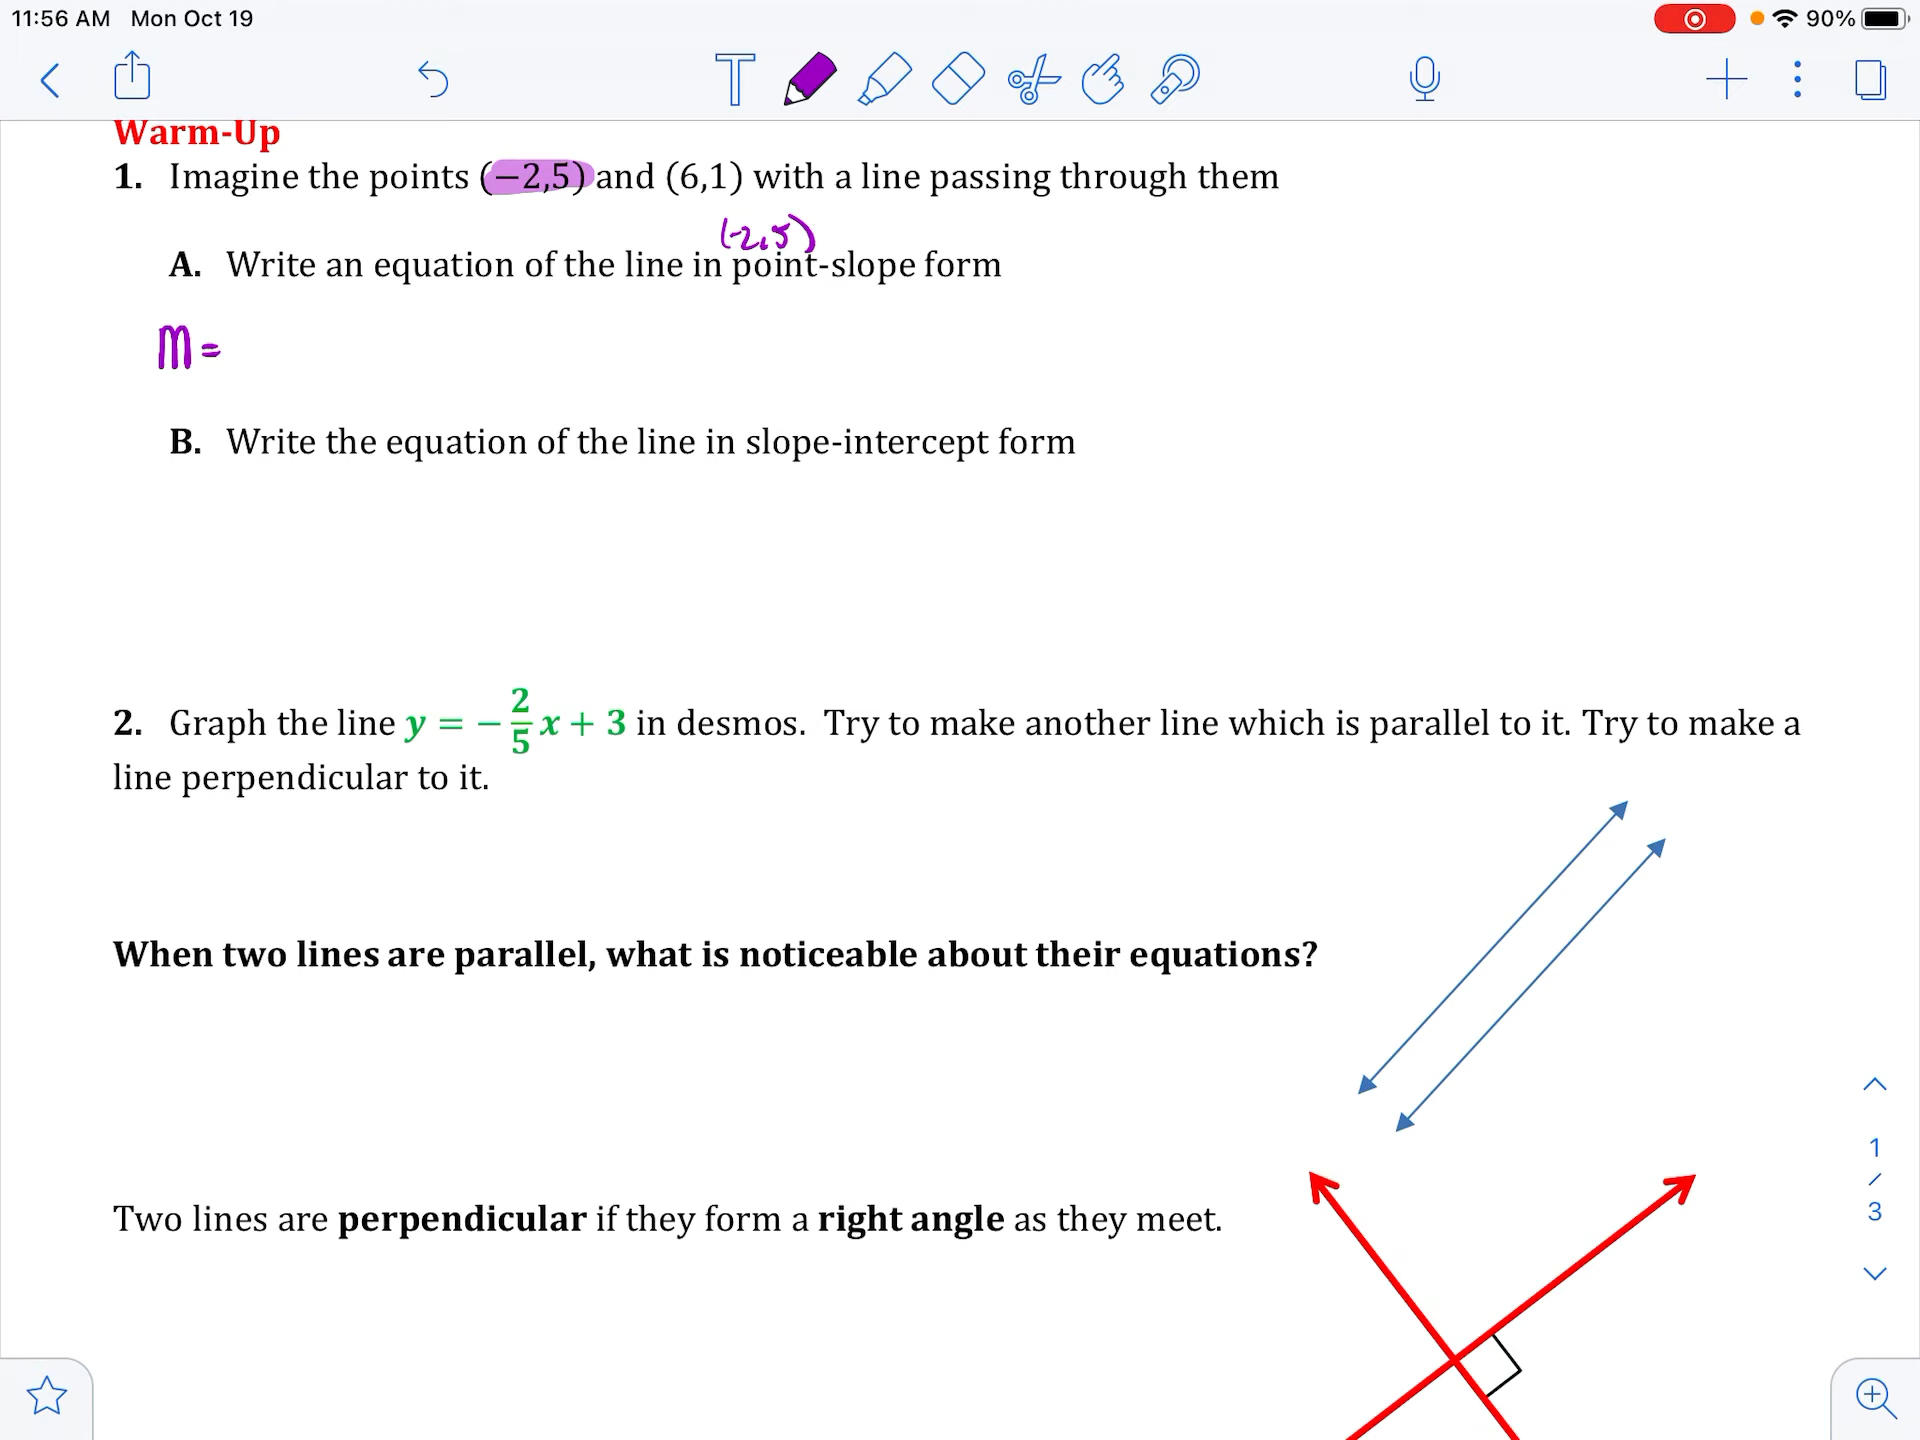 11:56 AM Mon Oct 19 90%
Warm-Up
1. Imagine the points (−2,5) and (6,1) with a line passing through them
(-2,5)
A. Write an equation of the line in point-slope form
m =
B. Write the equation of the line in slope-intercept form
2. Graph the line y = −2/5 x + 3 in desmos. Try to make another line which is parallel to it. Try to make a
line perpendicular to it.
When two lines are parallel, what is noticeable about their equations?
Two lines are perpendicular if they form a right angle as they meet.
1
/
3